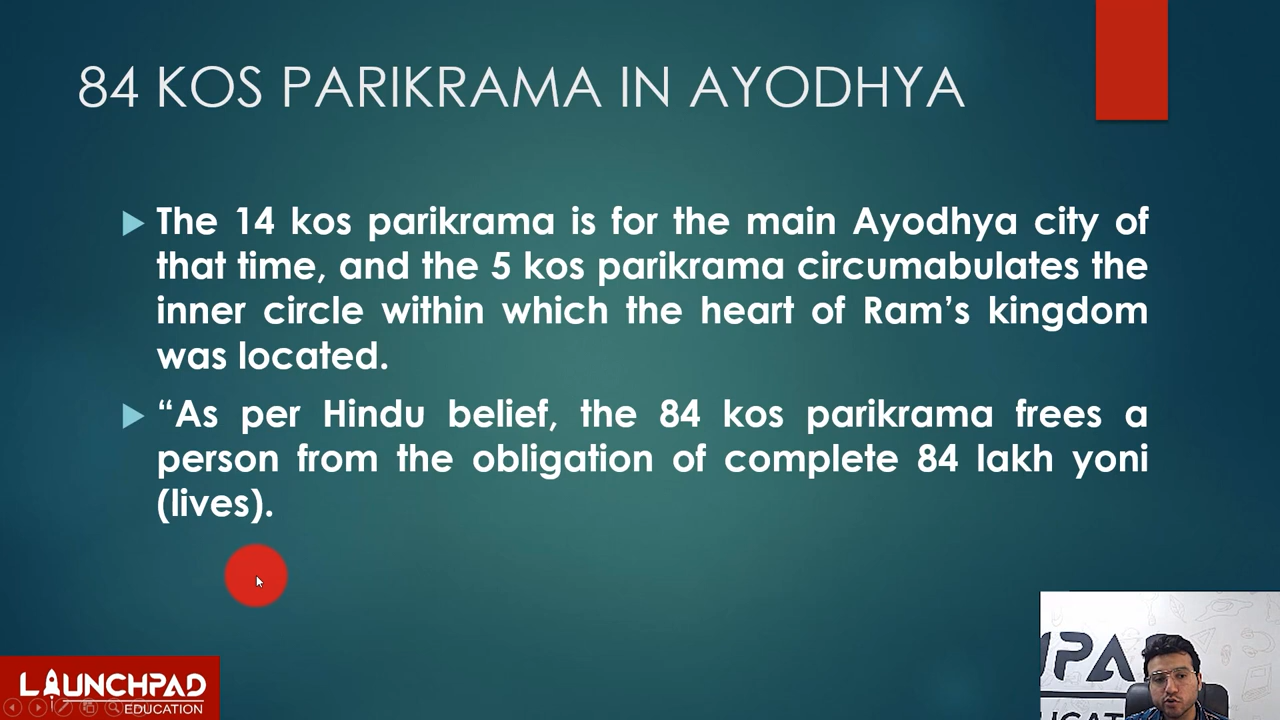 84 KOS PARIKRAMA IN AYODHYA
The 14 kos parikrama is for the main Ayodhya city of
that time, and the 5 kos parikrama circumabulates the
inner circle within which the heart of Ram’s kingdom
was located.
“As per Hindu belief, the 84 kos parikrama frees a
person from the obligation of complete 84 lakh yoni
(lives).
LAUNCHPAD
EDUCATION